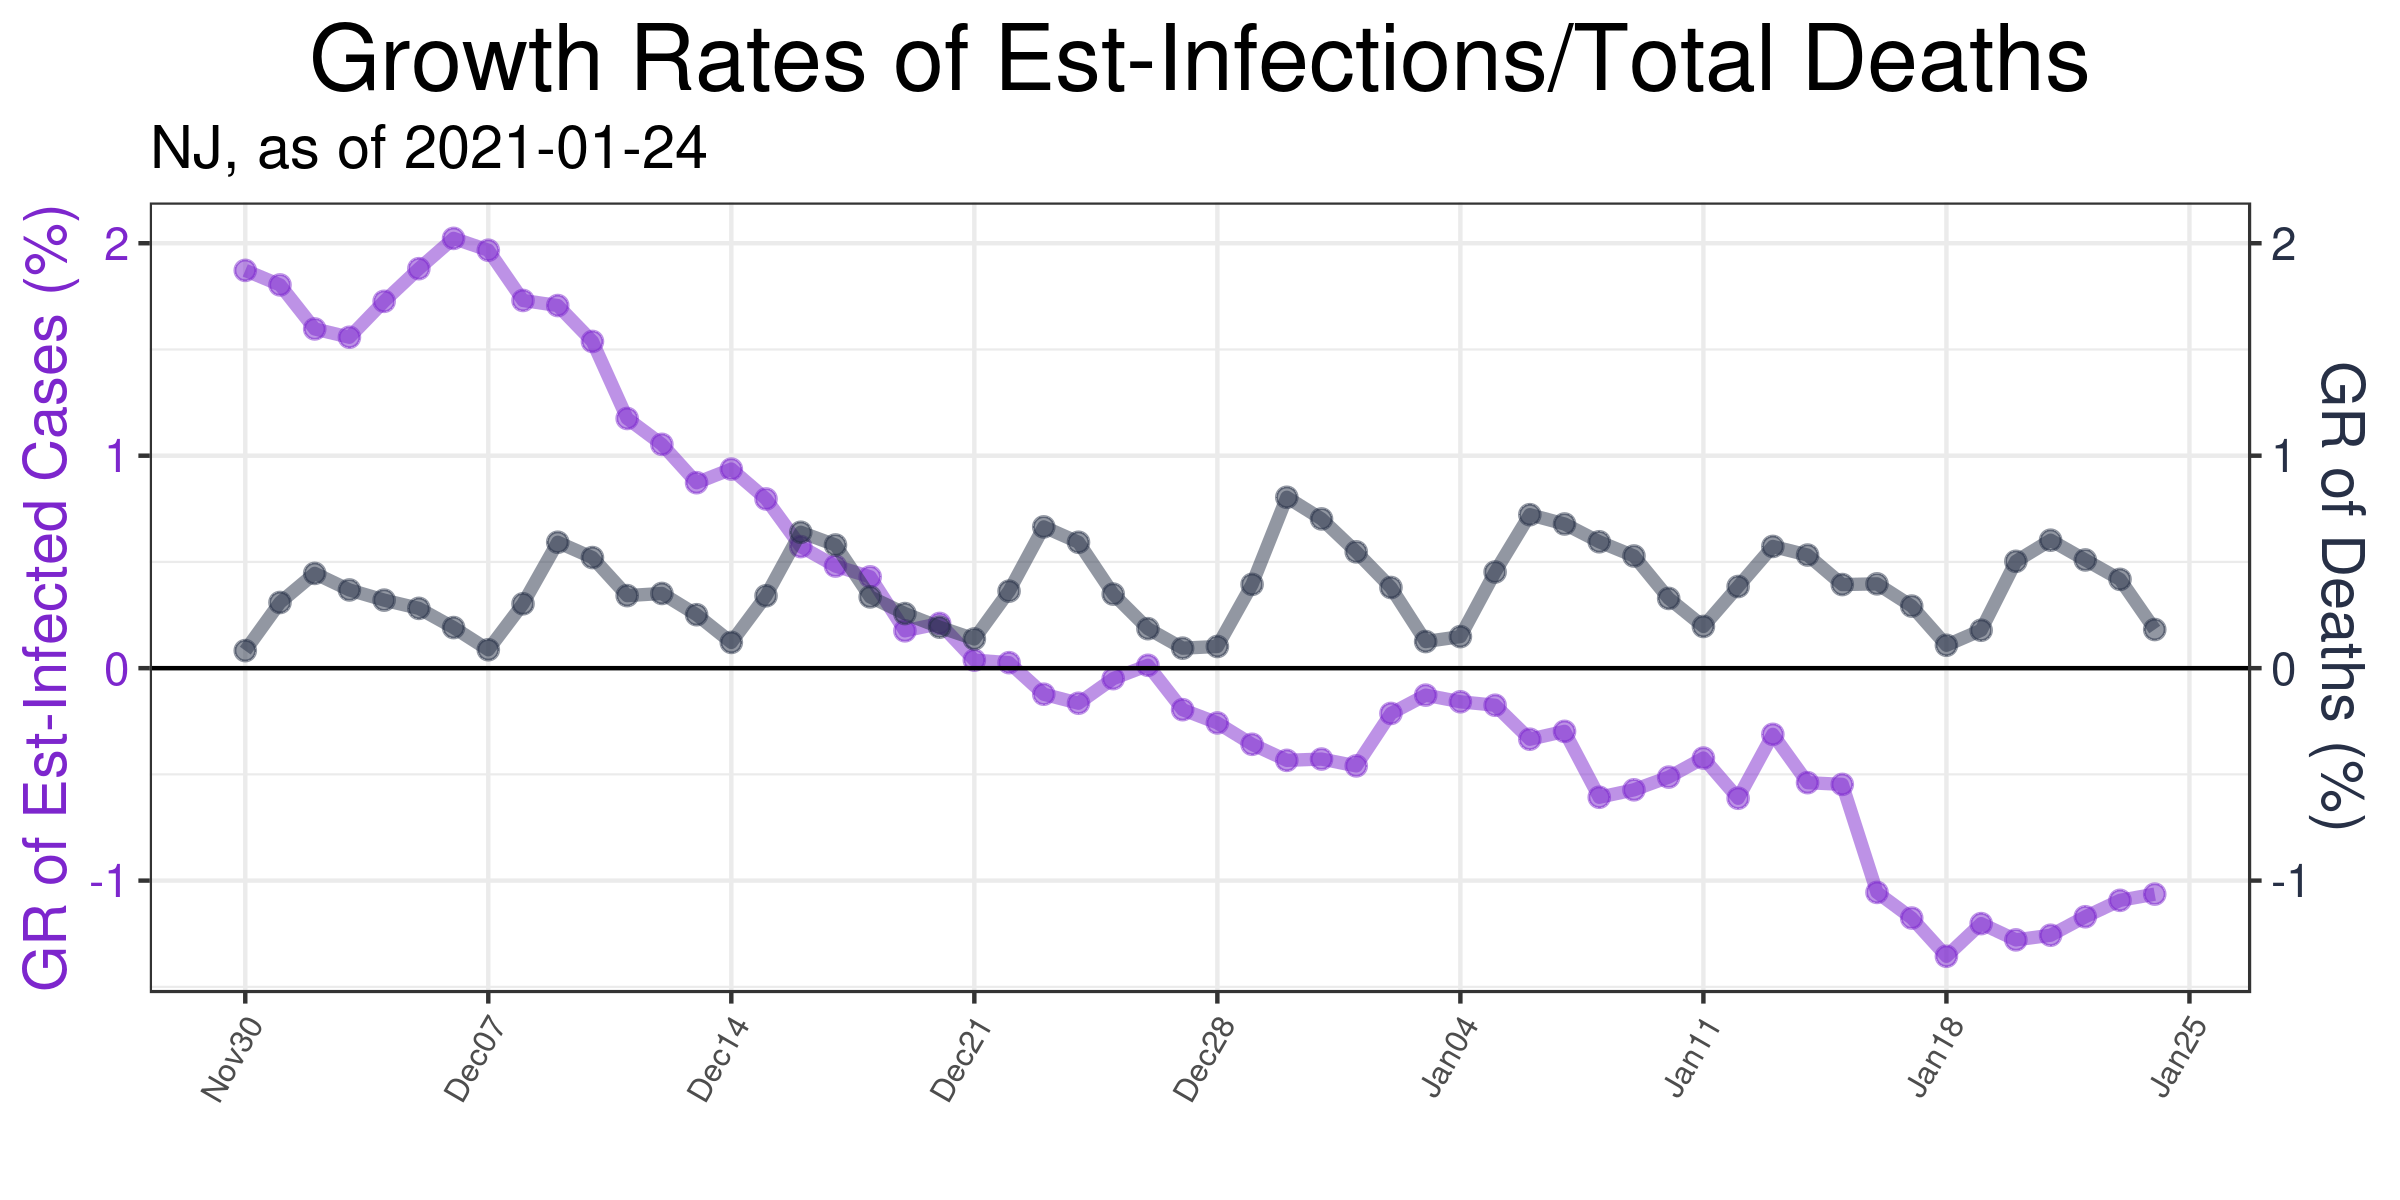 Growth Rates of Est-Infections/Total Deaths
NJ, as of 2021-01-24
GR of Est-Infected Cases (%)
2
1
0
-1
2
1
0
-1
GR of Deaths (%)
Nov30
Dec07
Dec14
Dec21
Dec28
Jan04
Jan11
Jan18
Jan25